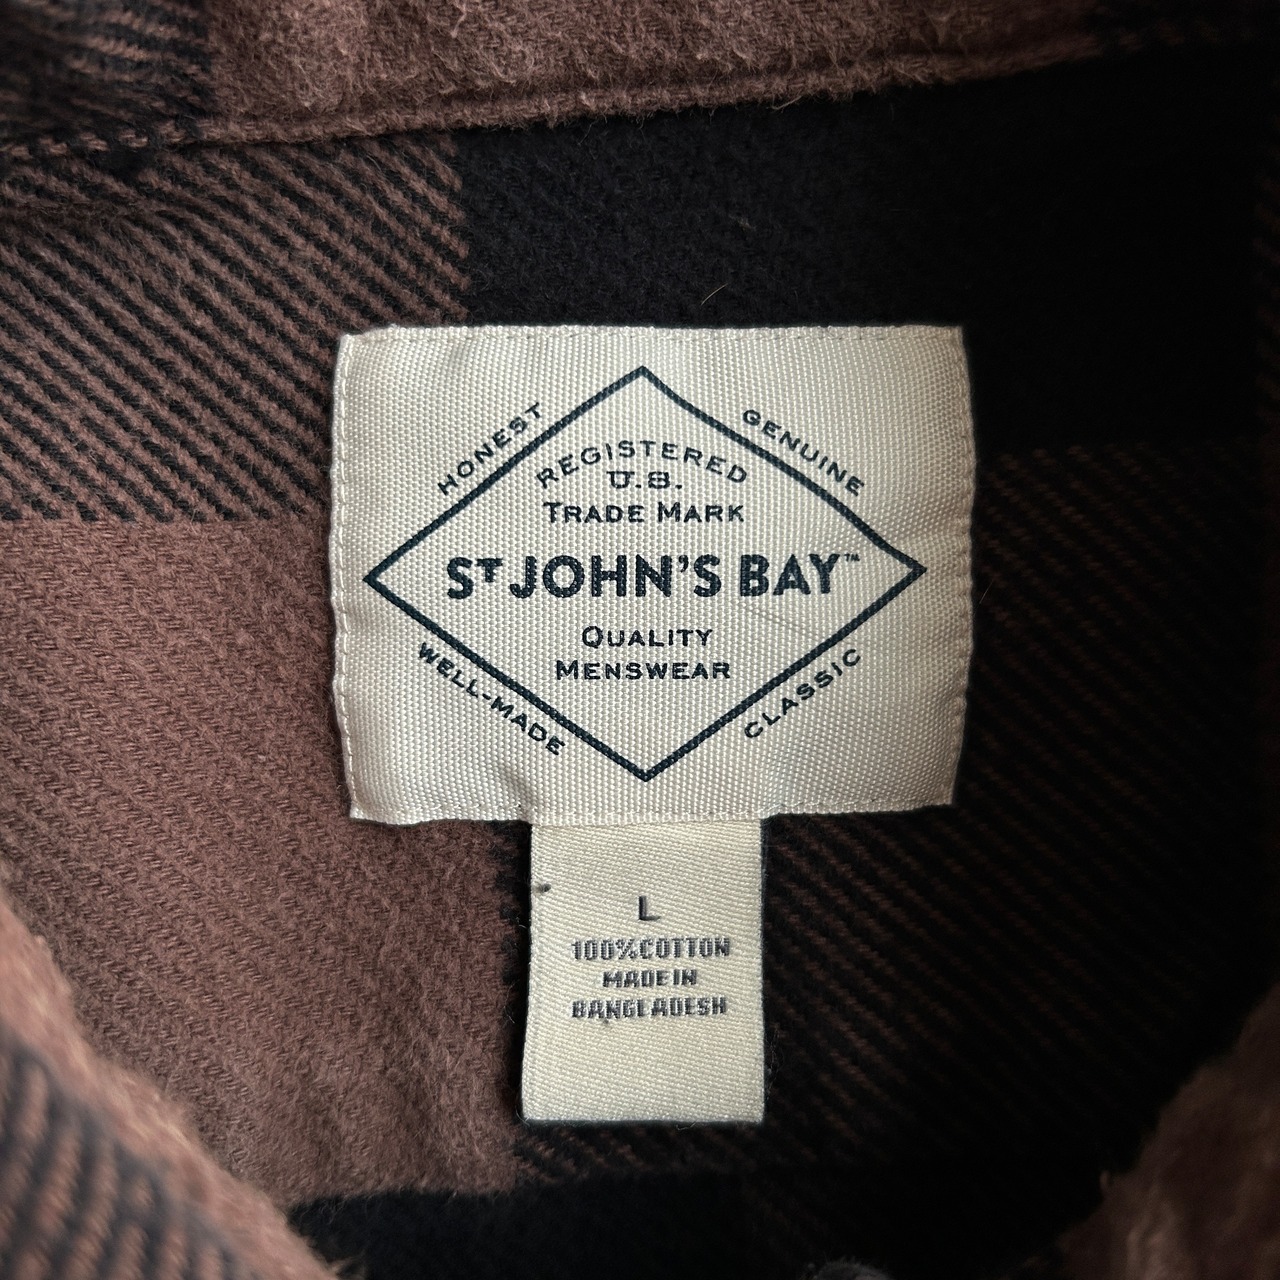 HONEST
GENUINE
REGISTERED
U.S.
TRADE MARK
ST JOHN'S BAY™
QUALITY
MENSWEAR
WELL-MADE
CLASSIC
L
100%COTTON
MADE IN
BANGLADESH